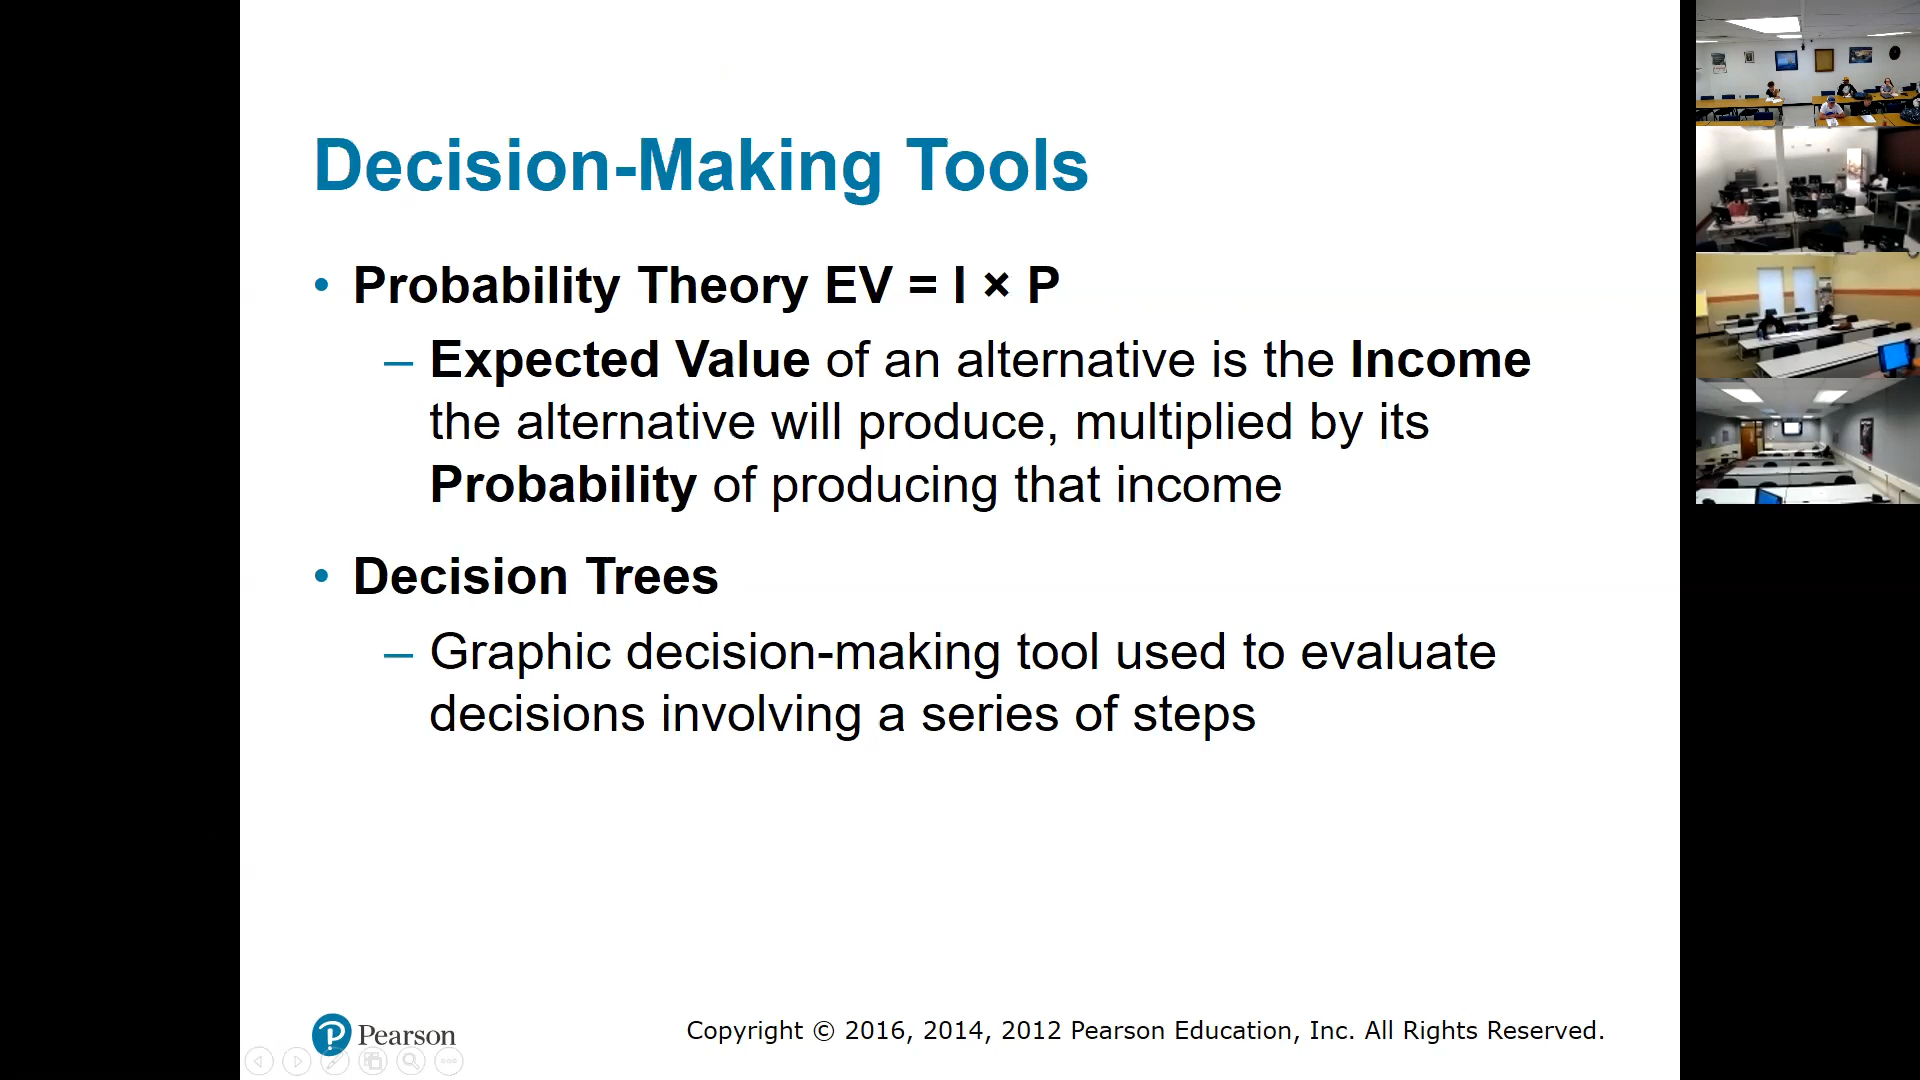 Decision-Making Tools
• Probability Theory EV = I × P
– Expected Value of an alternative is the Income
the alternative will produce, multiplied by its
Probability of producing that income
• Decision Trees
– Graphic decision-making tool used to evaluate
decisions involving a series of steps
Pearson
Copyright © 2016, 2014, 2012 Pearson Education, Inc. All Rights Reserved.